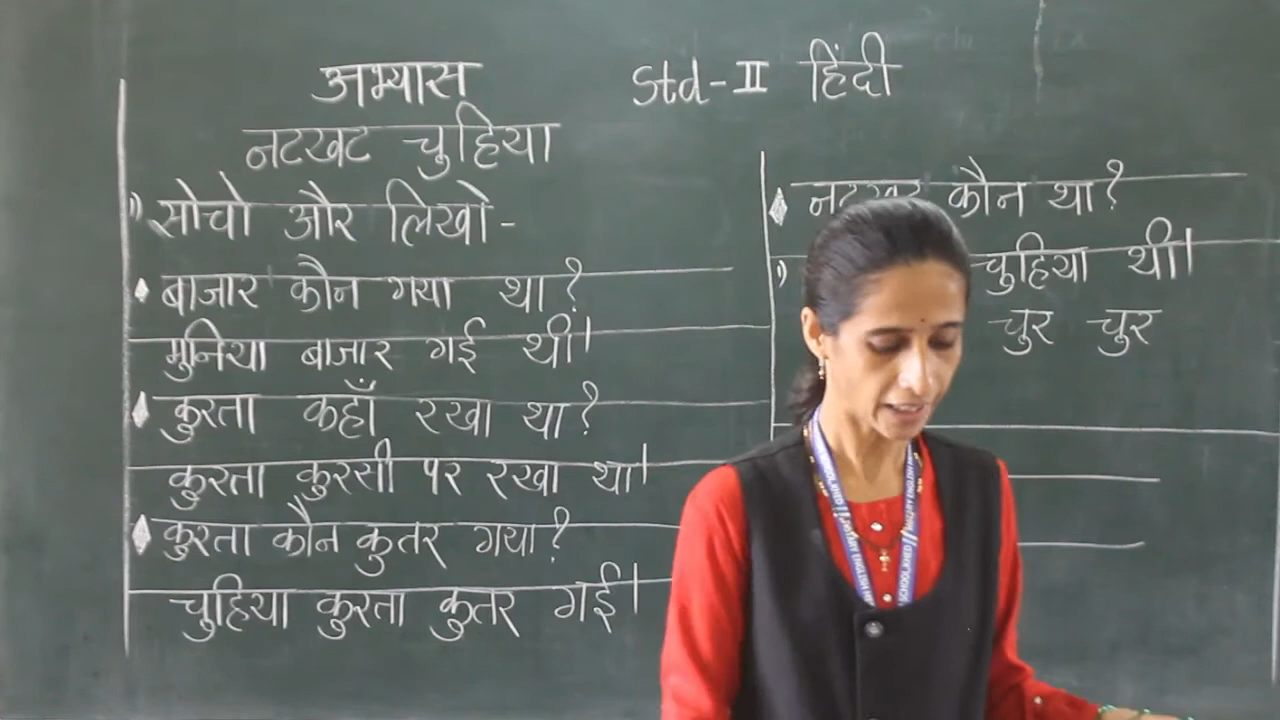 अभ्यास
Std-II हिंदी
नटखट चुहिया
१) सोचो और लिखो-
बाजार कौन गया था?
मुनिया बाजार गई थी।
कुरता कहाँ रखा था?
कुरता कुरसी पर रखा था।
कुरता कौन कुतर गया?
चुहिया कुरता कुतर गई।
नटखट कौन था?
चुहिया थी।
चुर चुर